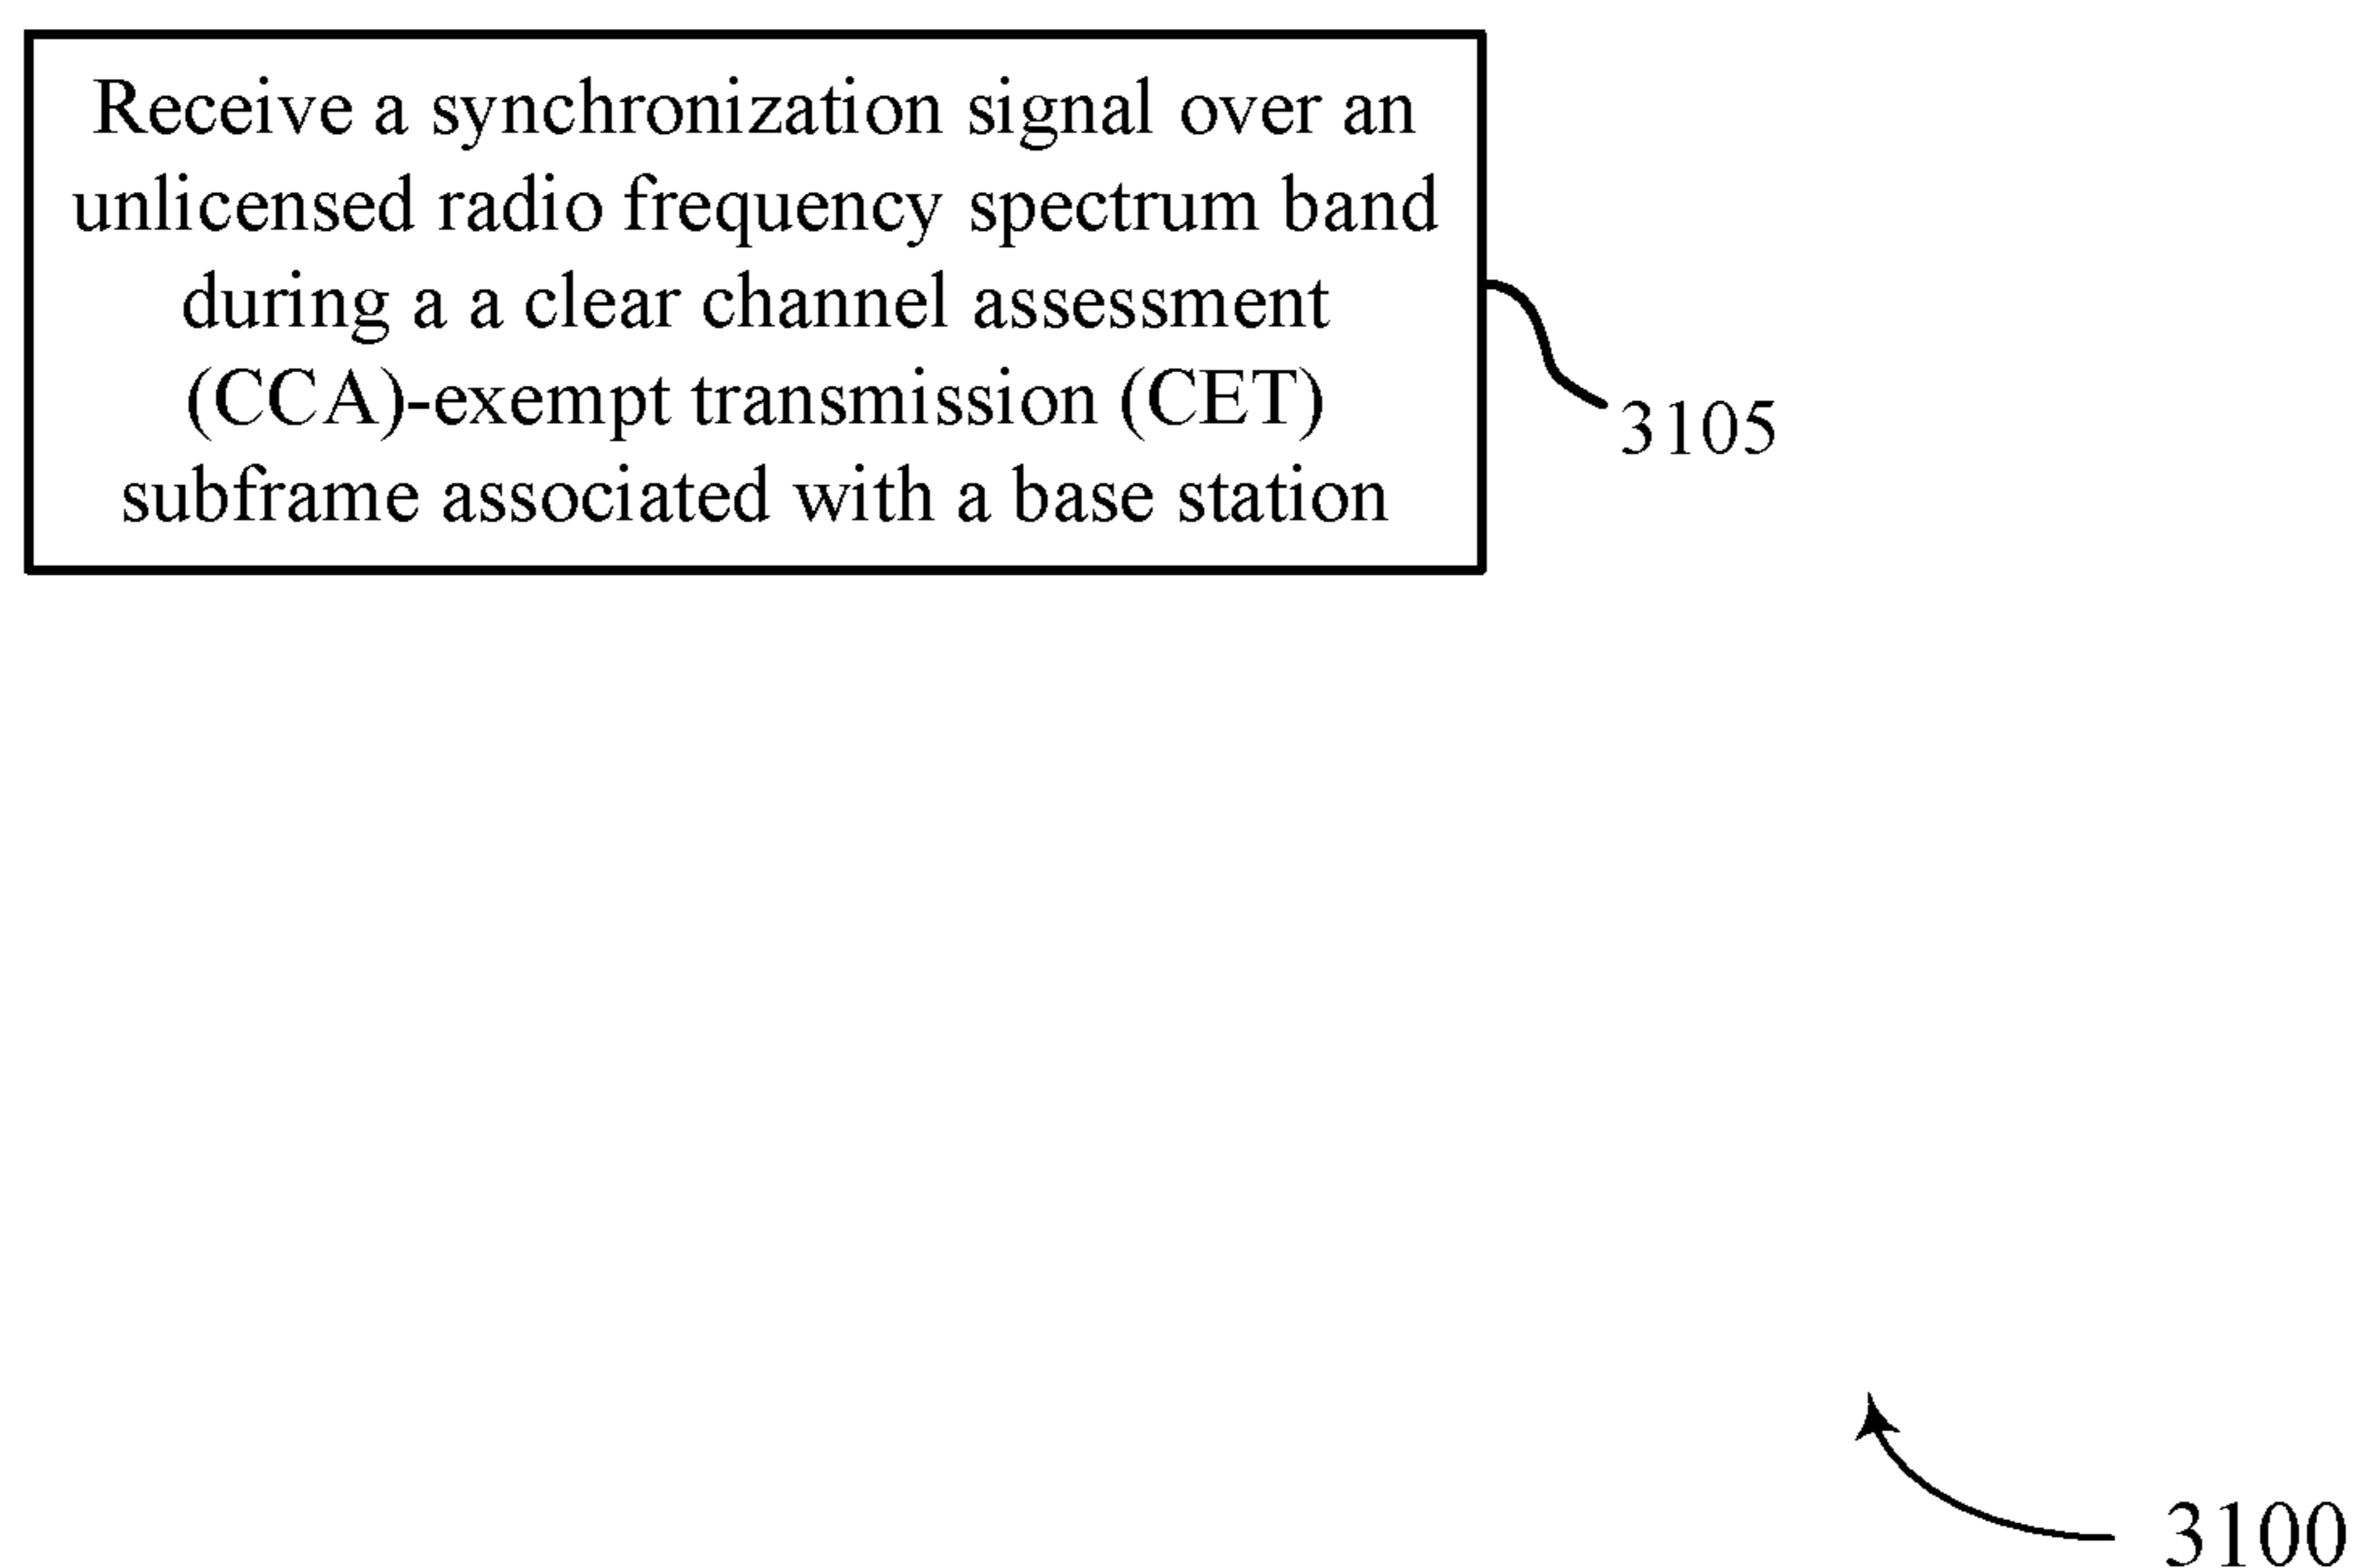 Receive a synchronization signal over an
unlicensed radio frequency spectrum band
during a a clear channel assessment
(CCA)-exempt transmission (CET)
subframe associated with a base station
3105
3100